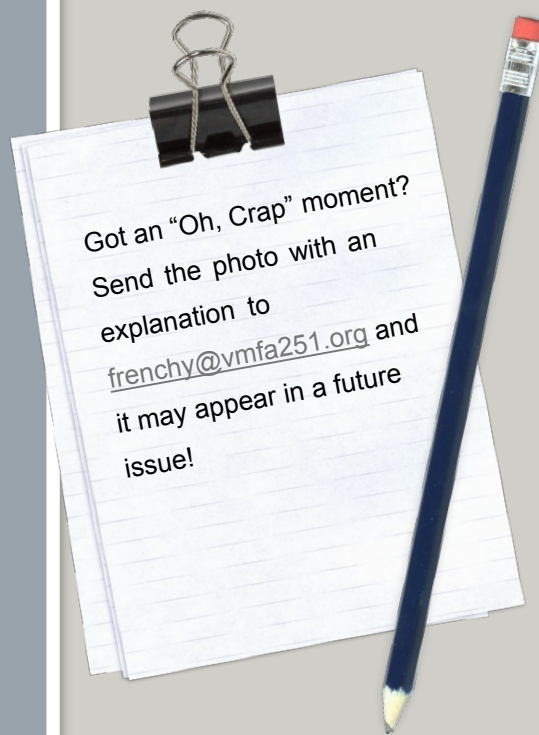 Got an “Oh, Crap” moment?
Send the photo with an
explanation to
frenchy@vmfa251.org and
it may appear in a future
issue!